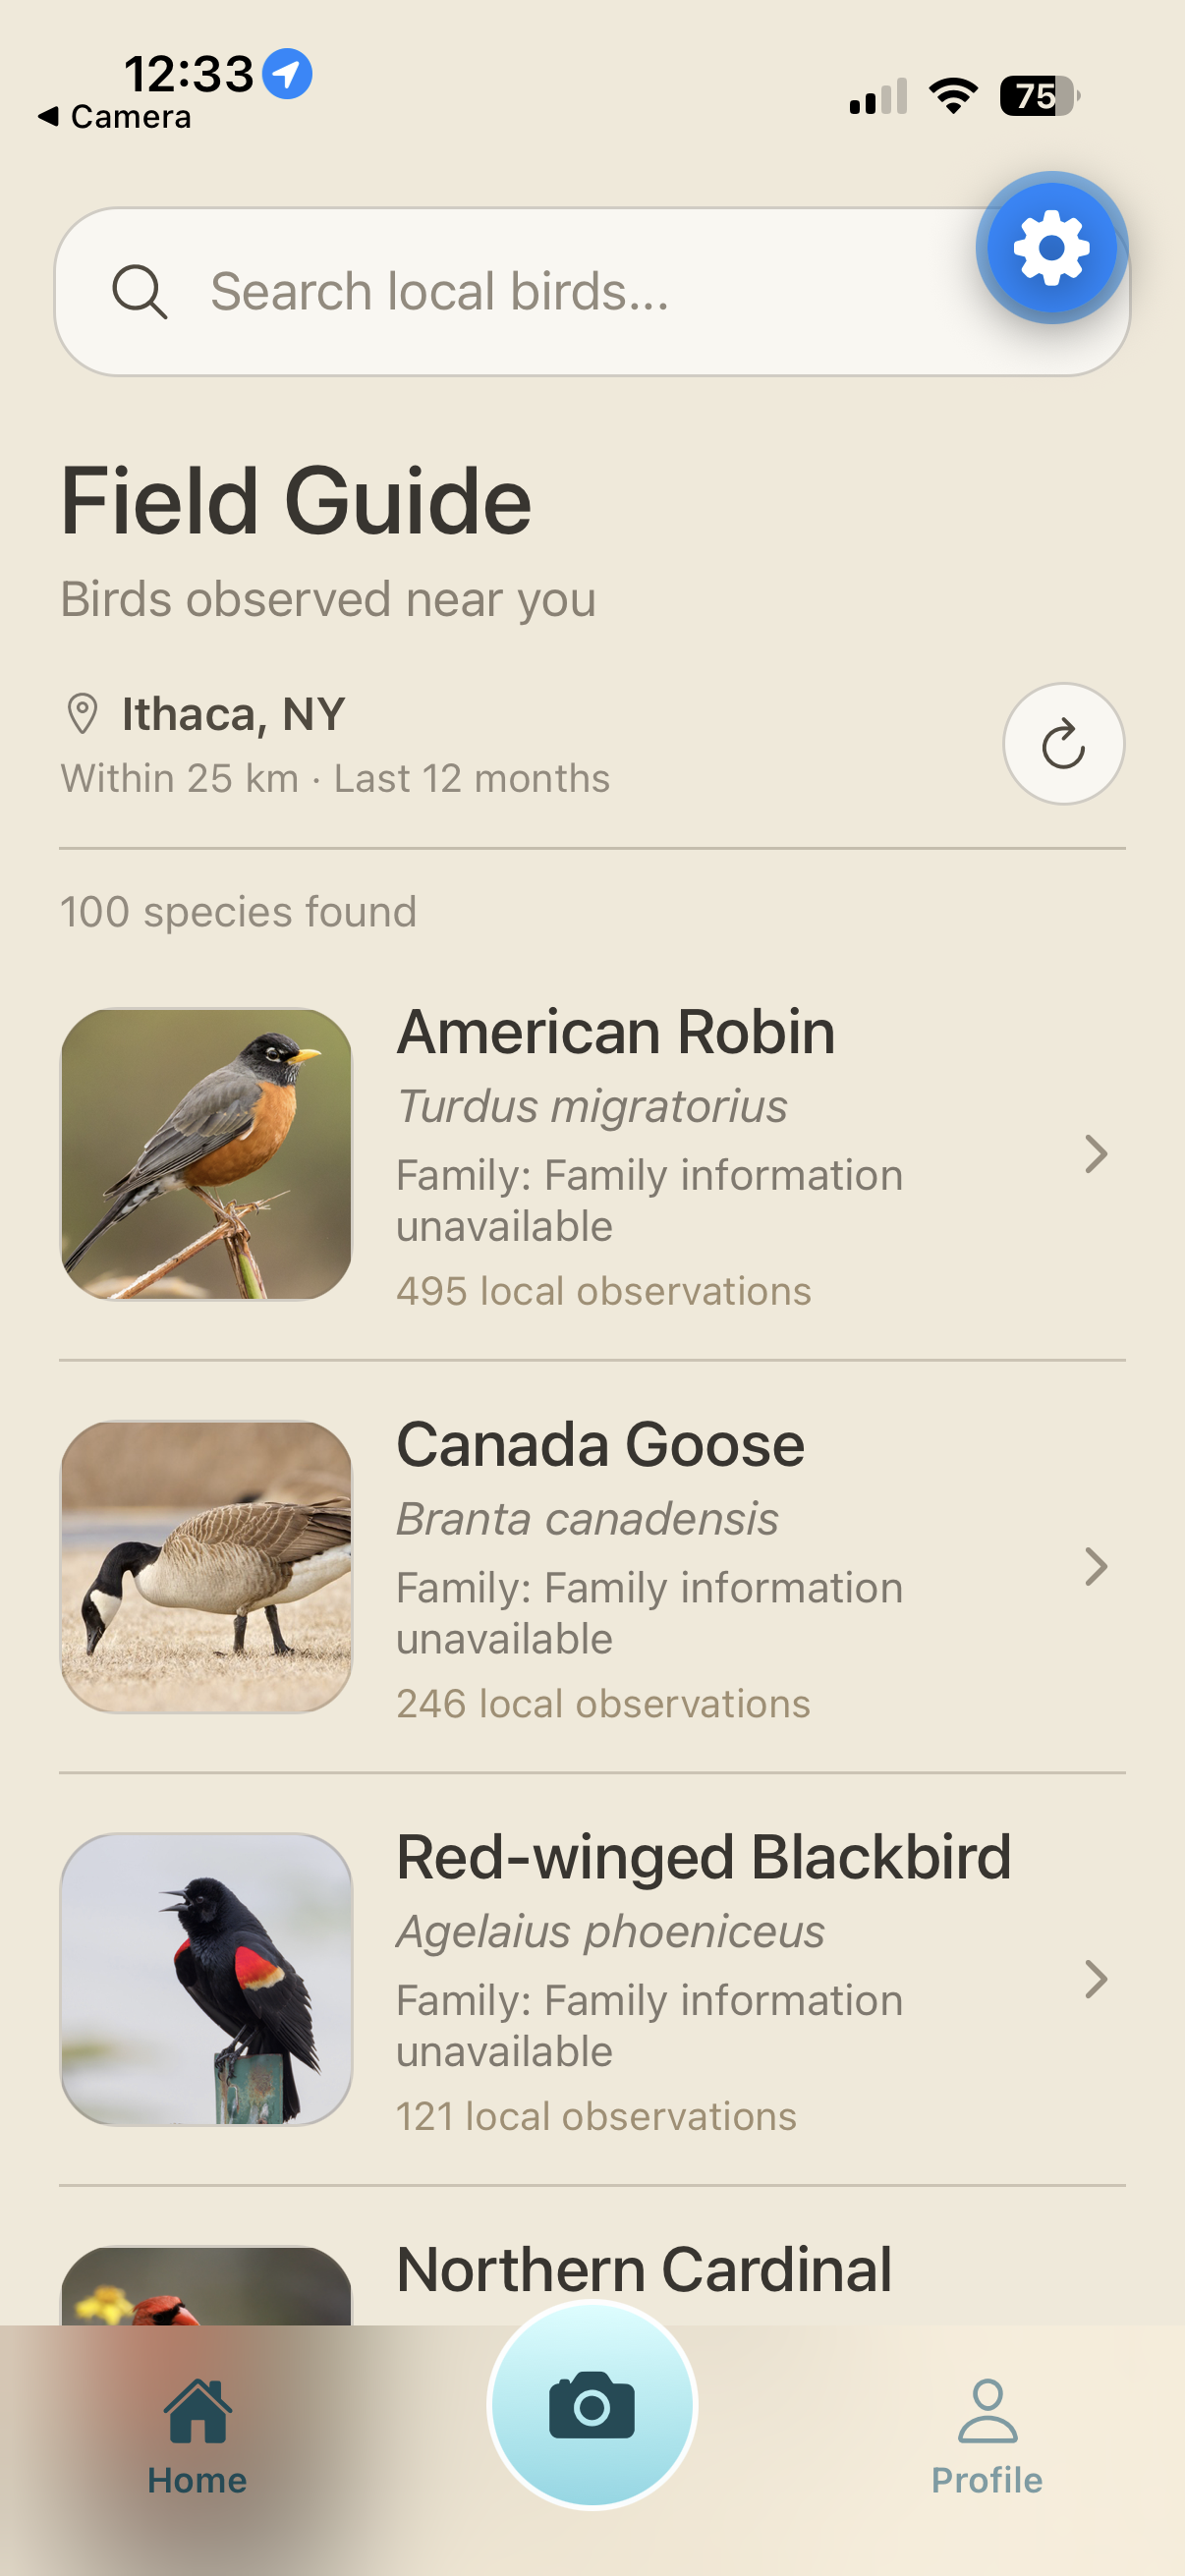 12:33
◀ Camera
75
Search local birds...
Field Guide
Birds observed near you
Ithaca, NY
Within 25 km · Last 12 months
100 species found
American Robin
Turdus migratorius
Family: Family information
unavailable
495 local observations
Canada Goose
Branta canadensis
Family: Family information
unavailable
246 local observations
Red-winged Blackbird
Agelaius phoeniceus
Family: Family information
unavailable
121 local observations
Northern Cardinal
Home
Profile